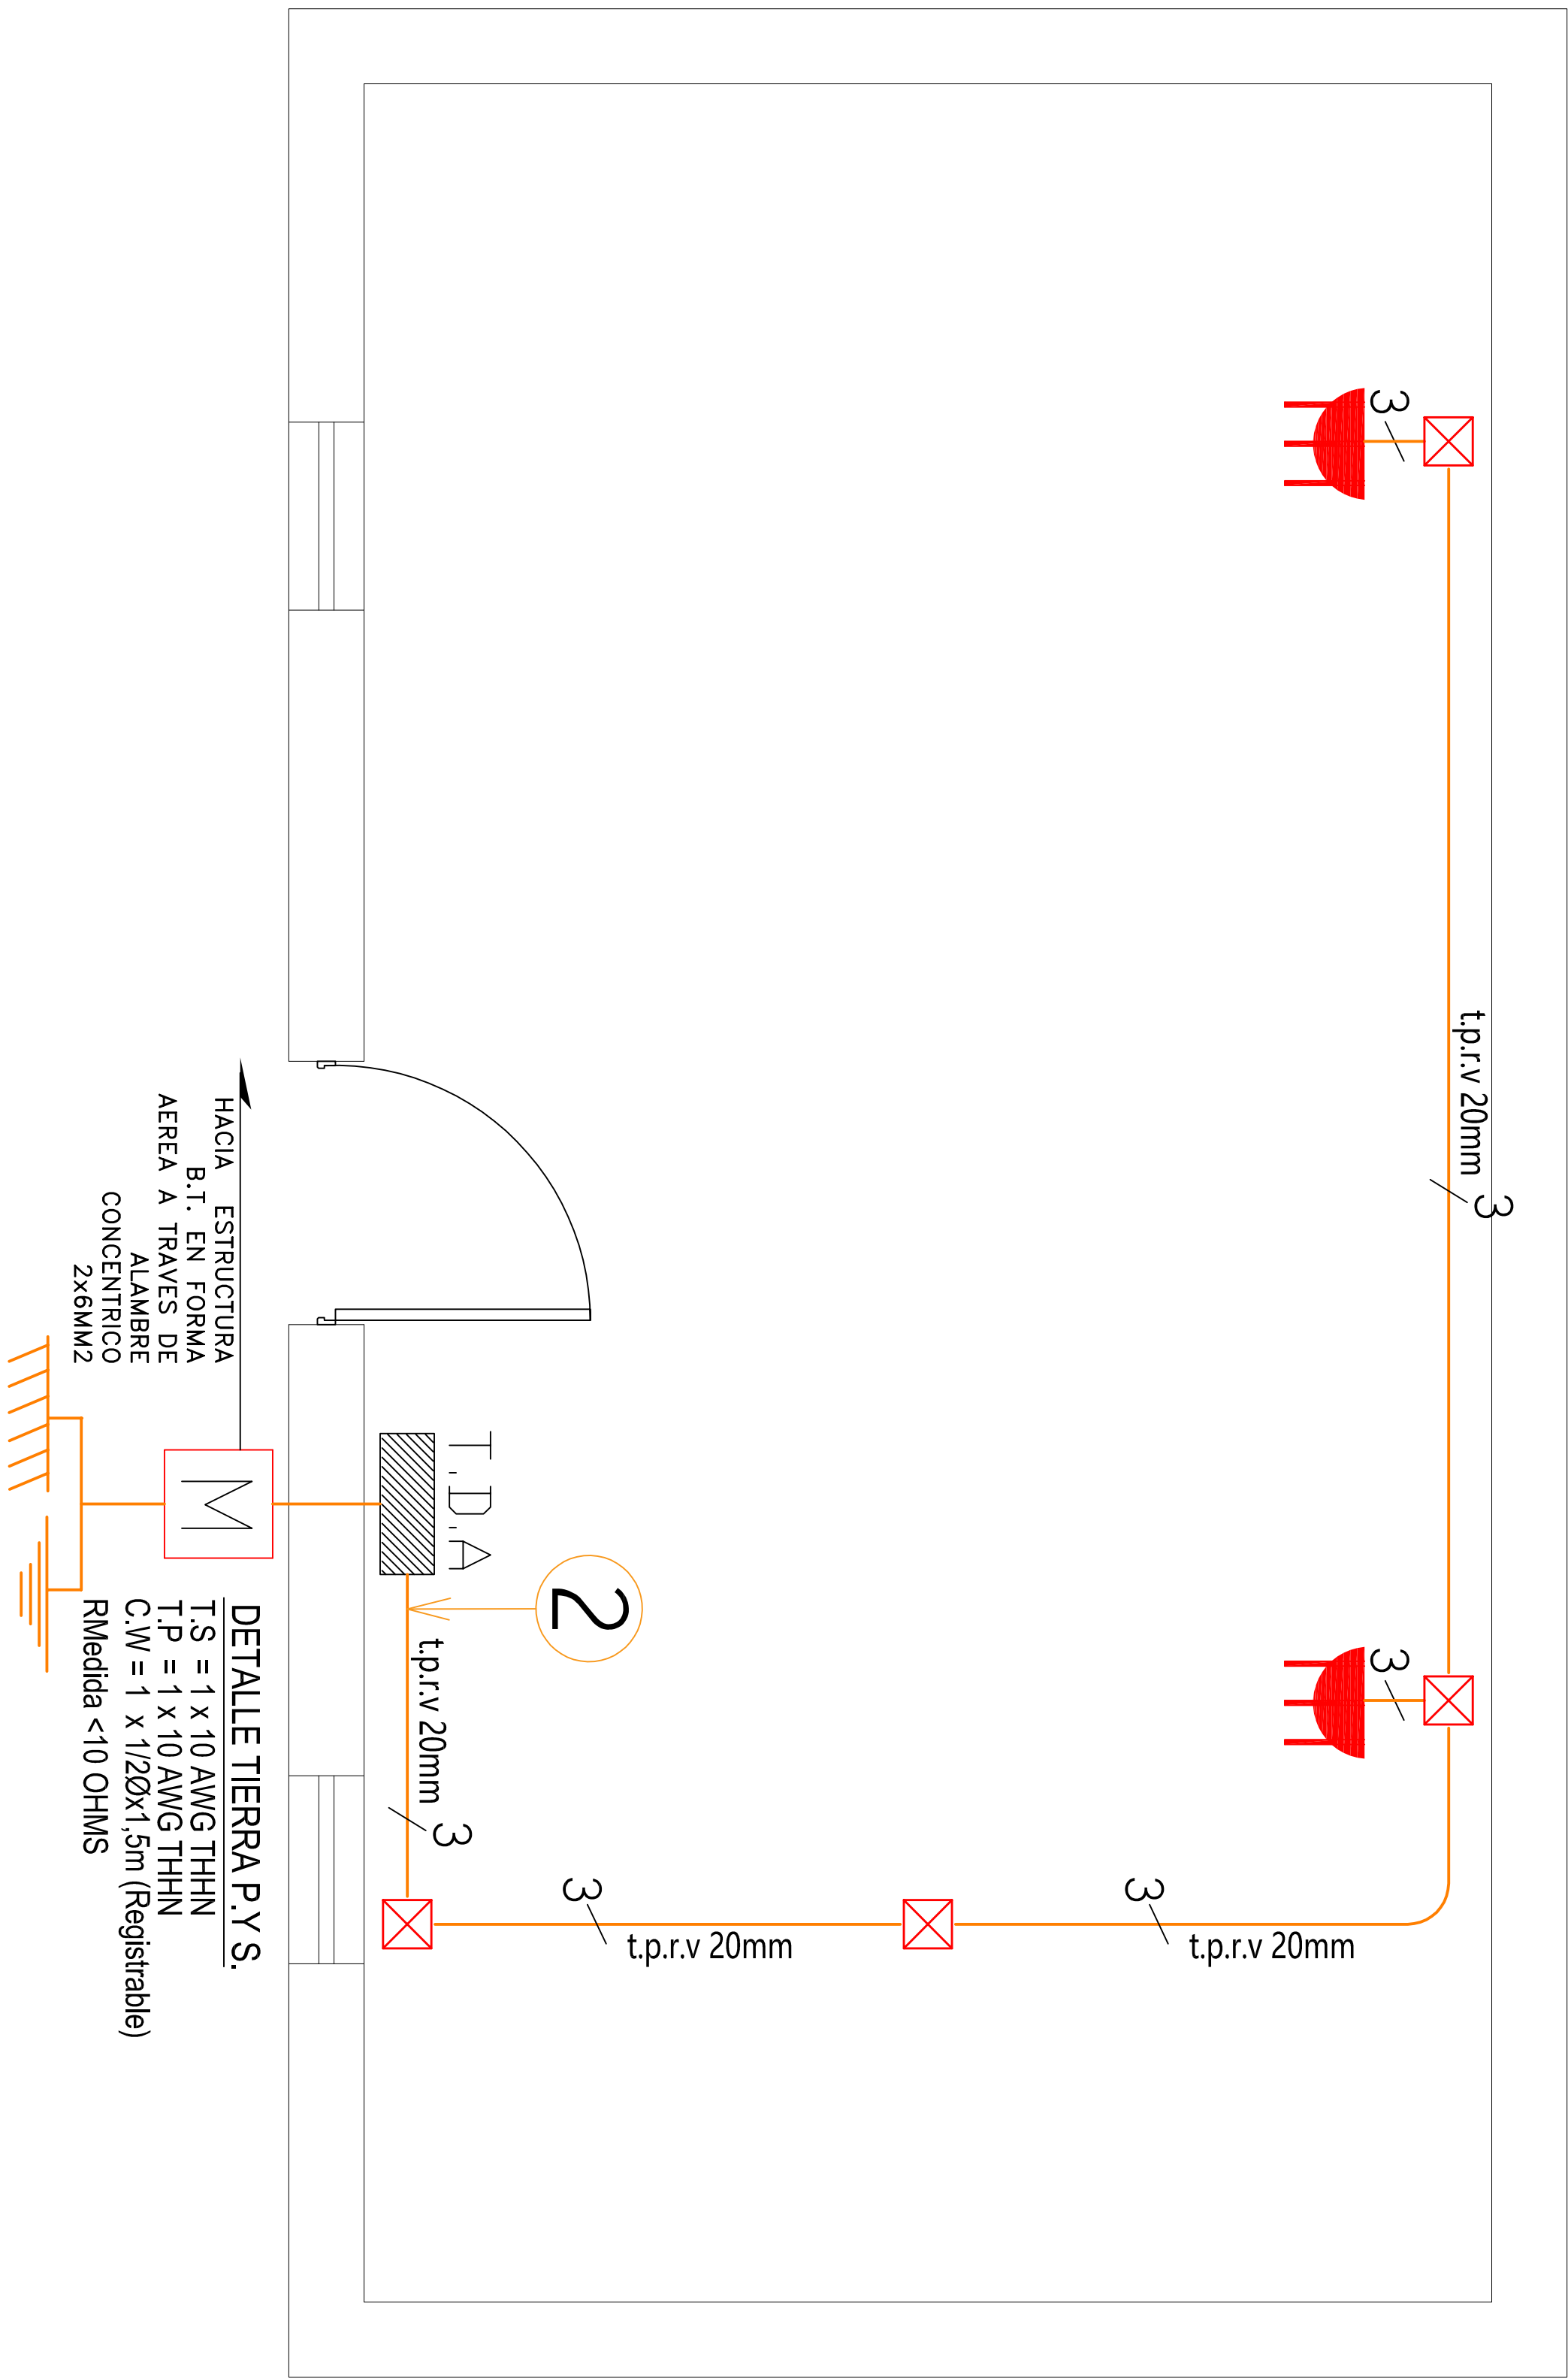 3
t.p.r.v 20mm
3
3
HACIA ESTRUCTURA
B.T. EN FORMA
AEREA A TRAVES DE
ALAMBRE
CONCENTRICO
2x6MM2
M
T.D.A
2
t.p.r.v 20mm
3
3
t.p.r.v 20mm
3
t.p.r.v 20mm
DETALLE TIERRA P.Y S.
T.S = 1 x 10 AWG THHN
T.P = 1 x 10 AWG THHN
C.W = 1 x 1/2Øx1,5m (Registrable)
RMedida <10 OHMS